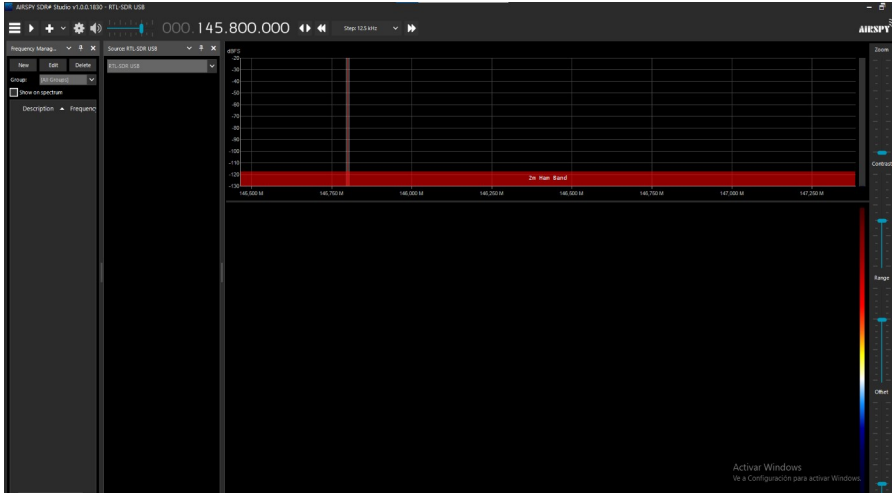 AIRSPY SDR# Studio v1.0.0.1830 - RTL-SDR USB
000.145.800.000
Step: 12.5 kHz
AIRSPY
Frequency Manag...
New Edit Delete
Group: [All Groups]
Show on spectrum
Description Frequenc
Source: RTL-SDR USB
RTL-SDR USB
dBFS
-20
-30
-40
-50
-60
-70
-80
-90
-100
-110
-120
-130
2m Ham Band
145,500 M 145,750 M 146,000 M 146,250 M 146,500 M 146,750 M 147,000 M 147,250 M
Zoom
Contrast
Range
Offset
Activar Windows
Ve a Configuración para activar Windows.